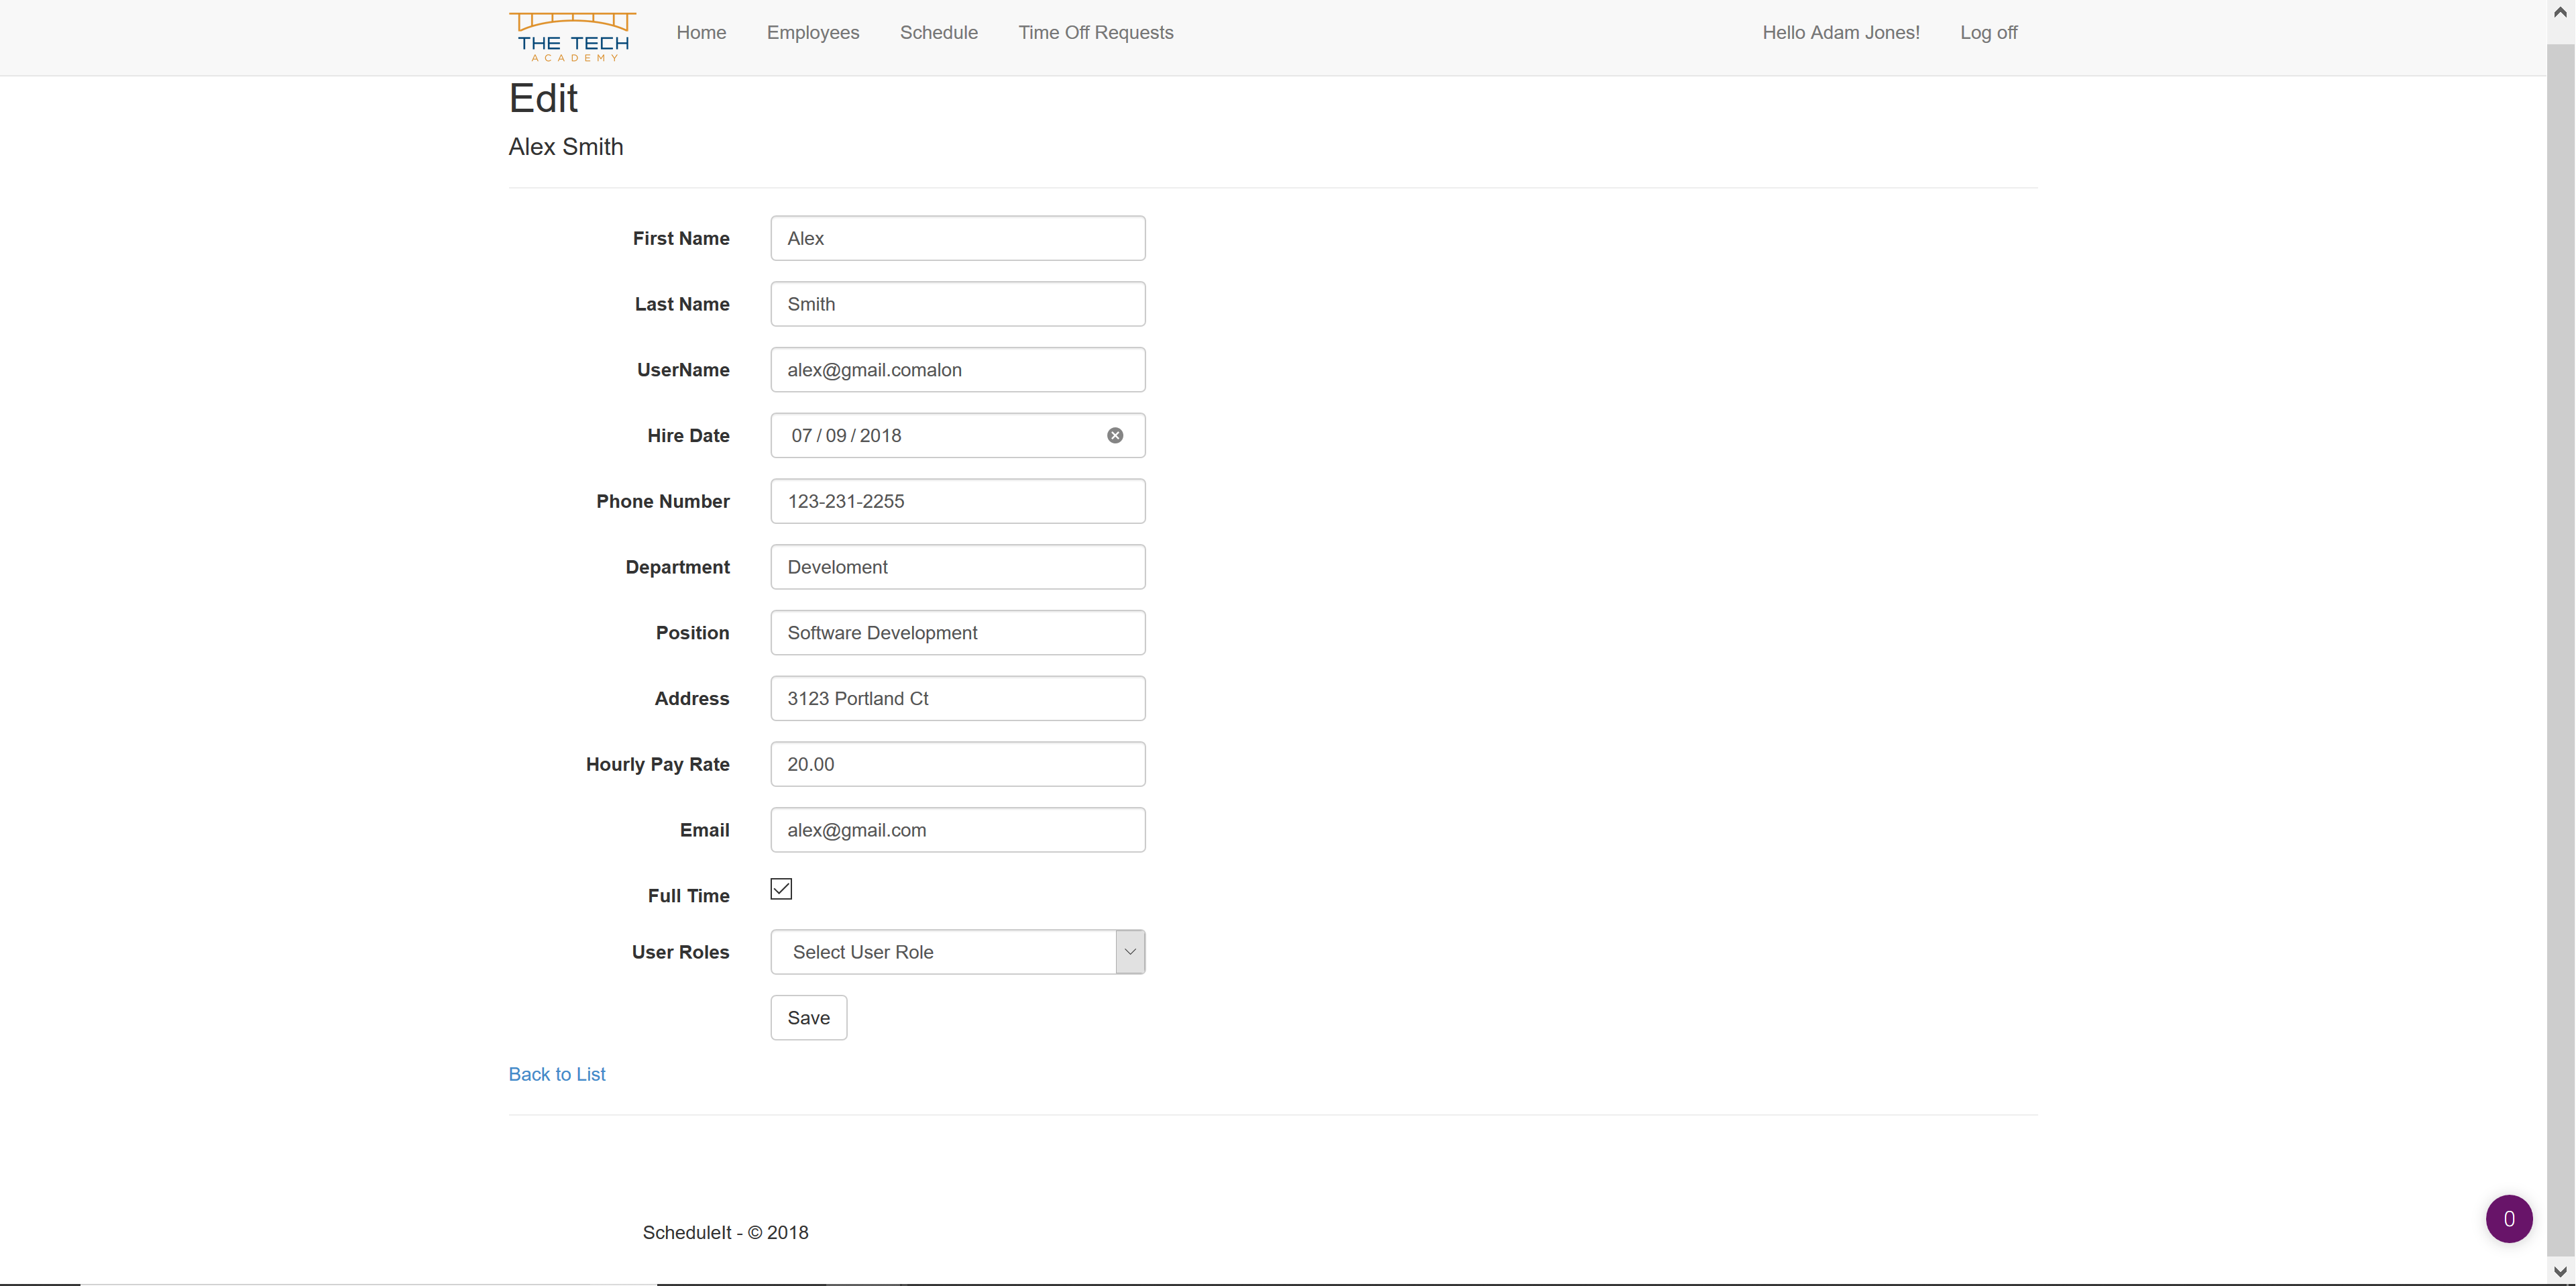 THE TECH
ACADEMY
Home Employees Schedule Time Off Requests Hello Adam Jones! Log off
Edit
Alex Smith
First Name Alex
Last Name Smith
UserName alex@gmail.comalon
Hire Date 07 / 09 / 2018
Phone Number 123-231-2255
Department Develoment
Position Software Development
Address 3123 Portland Ct
Hourly Pay Rate 20.00
Email alex@gmail.com
Full Time
User Roles Select User Role
Save
Back to List
0
ScheduleIt - © 2018